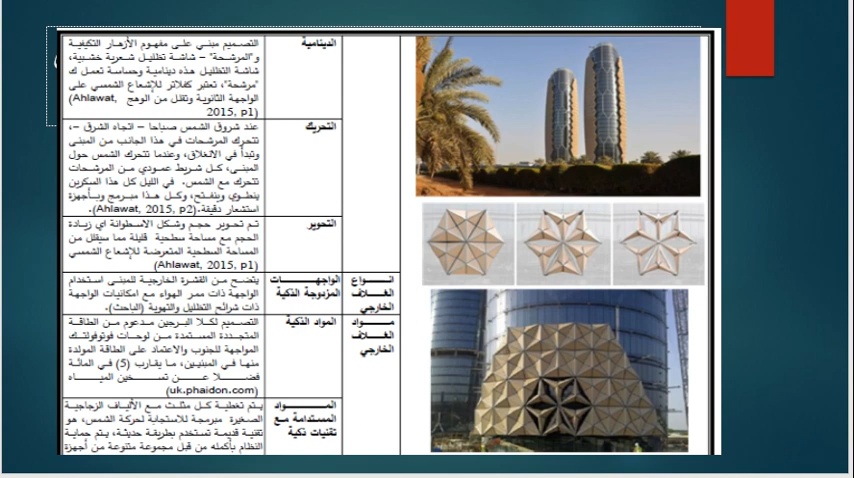 الدينامية
التصميم مبني على مفهوم الأزهار التكيفية
و"المرشحة" – شاشة تظليل شعرية خشبية،
شاشة التظليل هذه دينامية وحساسة تعمل ك
"مرشحة"، تعتبر كفلاتر للإشعاع الشمسي على
الواجهة الثانوية وتقلل من الوهج (Ahlawat,
2015, p1)
التحريك
عند شروق الشمس صباحا – اتجاه الشرق –،
تتحرك المرشحات في هذا الجانب من المبنى
وتبدأ في الانغلاق، وعندما تتحرك الشمس حول
المبنى، كل شريط عمودي من المرشحات
تتحرك مع الشمس. في الليل كل هذا السكرين
ينطوي وينفتح، وكل هذا مبرمج وبأجهزة
استشعار دقيقة.(Ahlawat, 2015, p2).
التحوير
تم تحوير حجم وشكل الاسطوانة اي زيادة
الحجم مع مساحة سطحية قليلة مما سيقلل من
المساحة السطحية المتعرضة للإشعاع الشمسي
(Ahlawat, 2015, p1)
انواع
الغلاف
الخارجي
الواجهات
المزدوجة الذكية
يتضح من القشرة الخارجية للمبنى استخدام
الواجهة ذات ممر الهواء مع امكانيات الواجهة
ذات شرائح التظليل والتهوية (الباحث).
مواد
الغلاف
الخارجي
المواد الذكية
التصميم لكلا البرجين مدعوم من الطاقة
المتجددة المستمدة من لوحات فوتوفولتك
المواجهة للجنوب والاعتماد على الطاقة المولدة
منها في المبنيين، ما يقارب (5) في المائة
فضلا عن تسخين المياه
(uk.phaidon.com)
المواد
المستدامة مع
تقنيات ذكية
يتم تغطية كل مثلث مع الألياف الزجاجية
الصغيرة مبرمجة للاستجابة لحركة الشمس، هو
تقنية قديمة تستخدم بطريقة حديثة، يتم حماية
النظام بأكمله من قبل مجموعة متنوعة من أجهزة